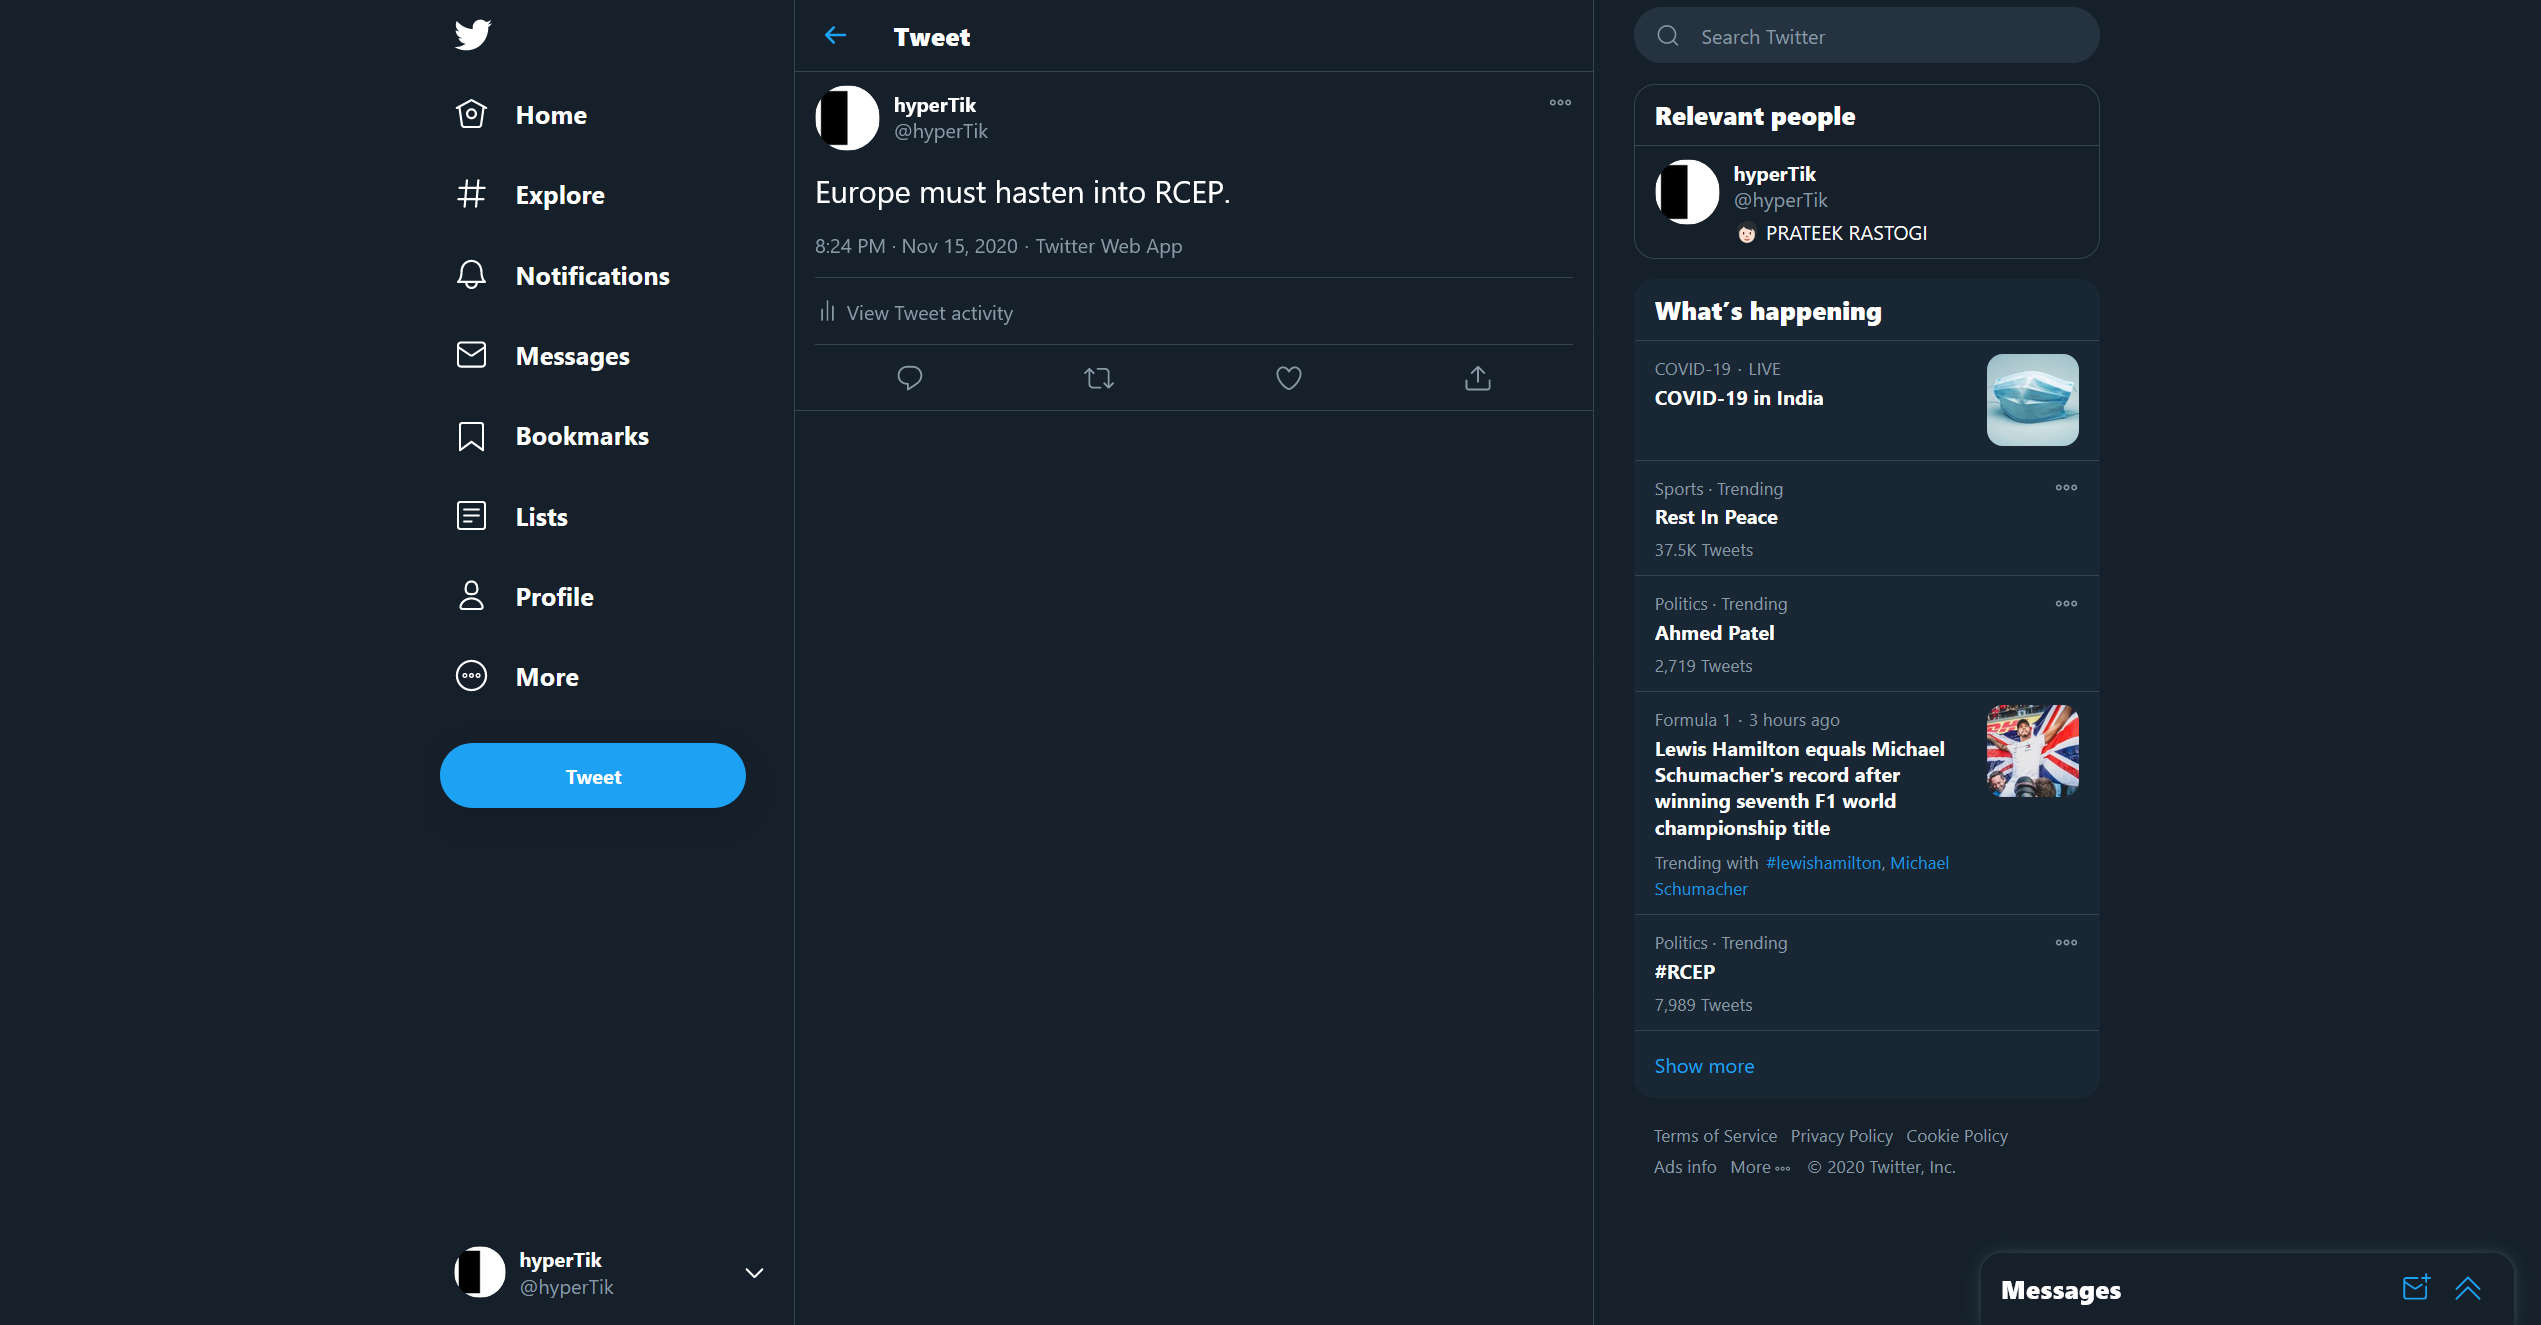 Home
Explore
Notifications
Messages
Bookmarks
Lists
Profile
More
Tweet
hyperTik
@hyperTik
Tweet
hyperTik
@hyperTik
Europe must hasten into RCEP.
8:24 PM · Nov 15, 2020 · Twitter Web App
View Tweet activity
Search Twitter
Relevant people
hyperTik
@hyperTik
PRATEEK RASTOGI
What's happening
COVID-19 · LIVE
COVID-19 in India
Sports · Trending
Rest In Peace
37.5K Tweets
Politics · Trending
Ahmed Patel
2,719 Tweets
Formula 1 · 3 hours ago
Lewis Hamilton equals Michael
Schumacher's record after
winning seventh F1 world
championship title
Trending with #lewishamilton, Michael
Schumacher
Politics · Trending
#RCEP
7,989 Tweets
Show more
Terms of Service Privacy Policy Cookie Policy
Ads info More © 2020 Twitter, Inc.
Messages